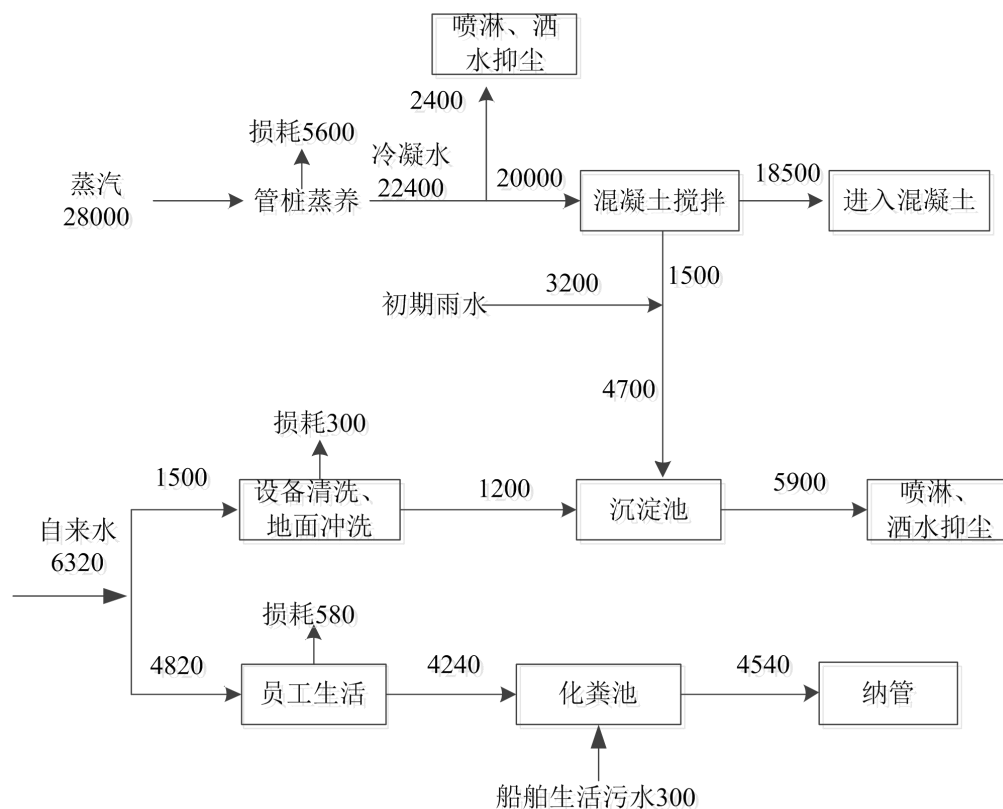 喷淋、洒
水抑尘
2400
损耗5600
冷凝水
22400
蒸汽
28000
管桩蒸养
20000
混凝土搅拌
18500
进入混凝土
1500
3200
初期雨水
4700
损耗300
1500
设备清洗、
地面冲洗
1200
沉淀池
5900
喷淋、
洒水抑尘
自来水
6320
损耗580
4820
员工生活
4240
化粪池
4540
纳管
船舶生活污水300